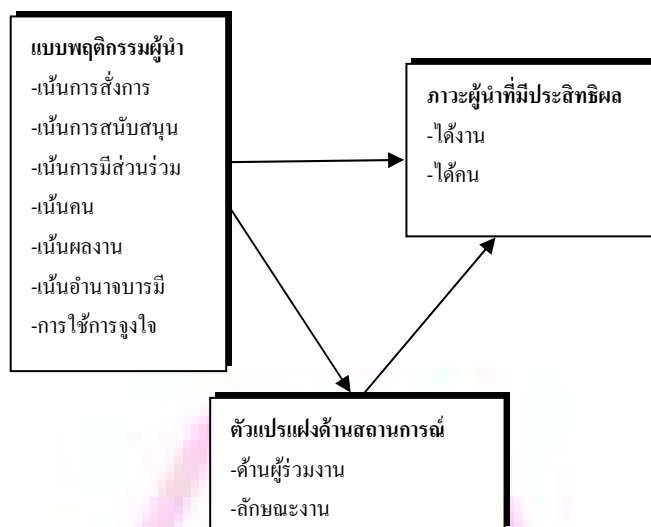 แบบพฤติกรรมผู้นำ
-เน้นการสั่งการ
-เน้นการสนับสนุน
-เน้นการมีส่วนร่วม
-เน้นคน
-เน้นผลงาน
-เน้นอำนาจบารมี
-การใช้การจูงใจ
ภาวะผู้นำที่มีประสิทธิผล
-ได้งาน
-ได้คน
ตัวแปรแฝงด้านสถานการณ์
-ด้านผู้ร่วมงาน
-ลักษณะงาน